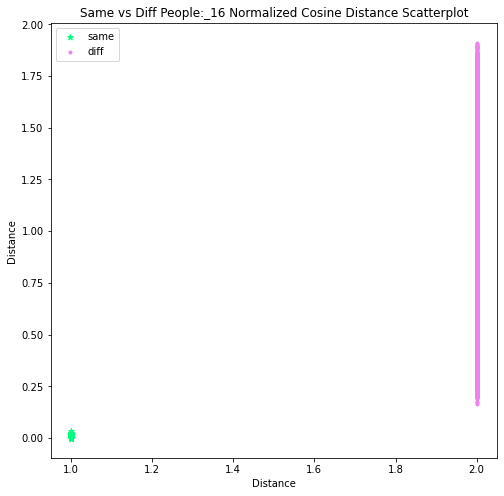 Same vs Diff People:_16 Normalized Cosine Distance Scatterplot
same
diff
2.00
1.75
1.50
1.25
1.00
0.75
0.50
0.25
0.00
Distance
1.0 1.2 1.4 1.6 1.8 2.0
Distance